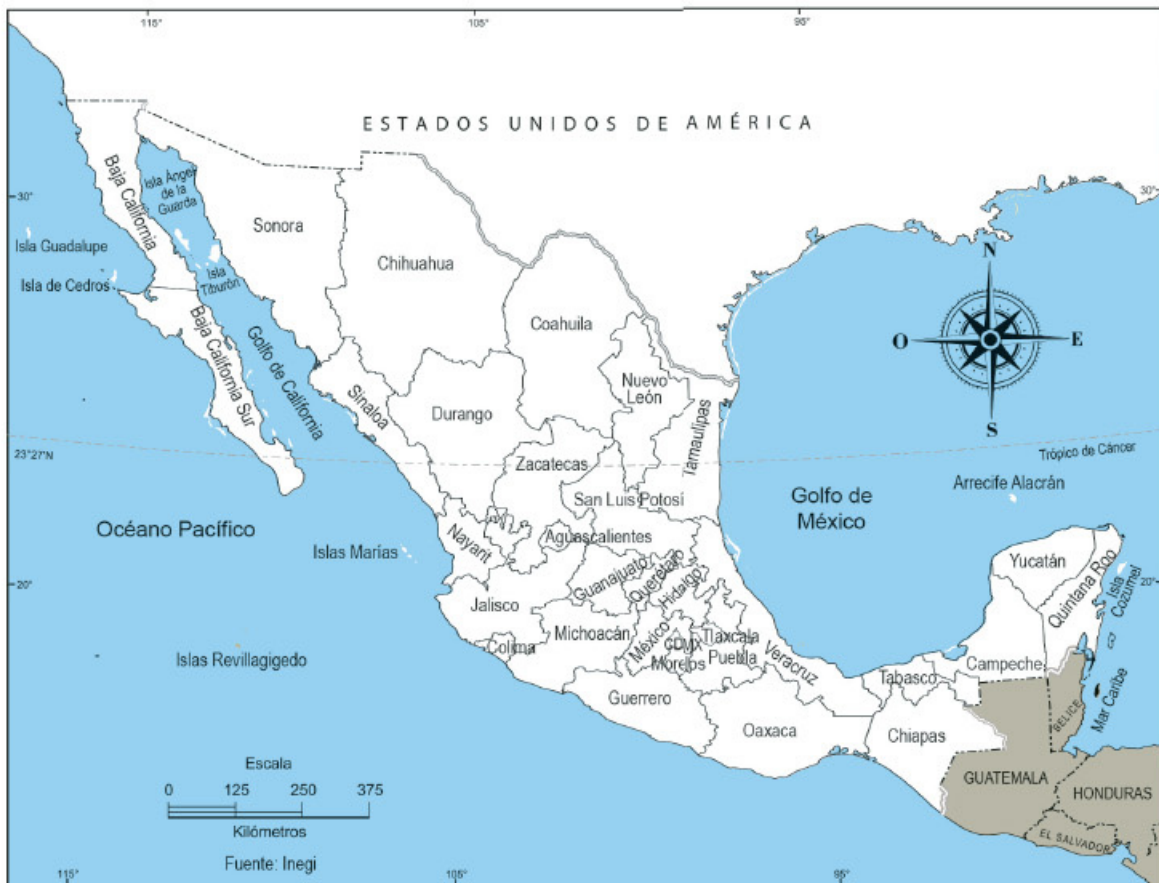 115°
105°
95°
ESTADOS UNIDOS DE AMÉRICA
30°
30°
Baja California
Isla Ángel
de la
Guarda
Sonora
Isla Guadalupe
Chihuahua
N
Isla
Tiburón
Isla de Cedros
Coahuila
O
E
Baja California Sur
Golfo de California
Sinaloa
Durango
Nuevo
León
Tamaulipas
S
23°27'N
Trópico de Cáncer
Zacatecas
Arrecife Alacrán
San Luis Potosí
Golfo de
México
Océano Pacífico
Islas Marías
Nayarit
Aguascalientes
Yucatán
Quintana Roo
Isla
Cozumel
20°
20°
Guanajuato
Querétaro
Hidalgo
Jalisco
Michoacán
México
CDMX
Tlaxcala
Colima
Morelos
Puebla
Veracruz
Islas Revillagigedo
Campeche
Tabasco
Guerrero
Oaxaca
Chiapas
BELICE
Mar Caribe
Escala
0 125 250 375
Kilómetros
GUATEMALA
HONDURAS
EL SALVADOR
Fuente: Inegi
115°
105°
95°